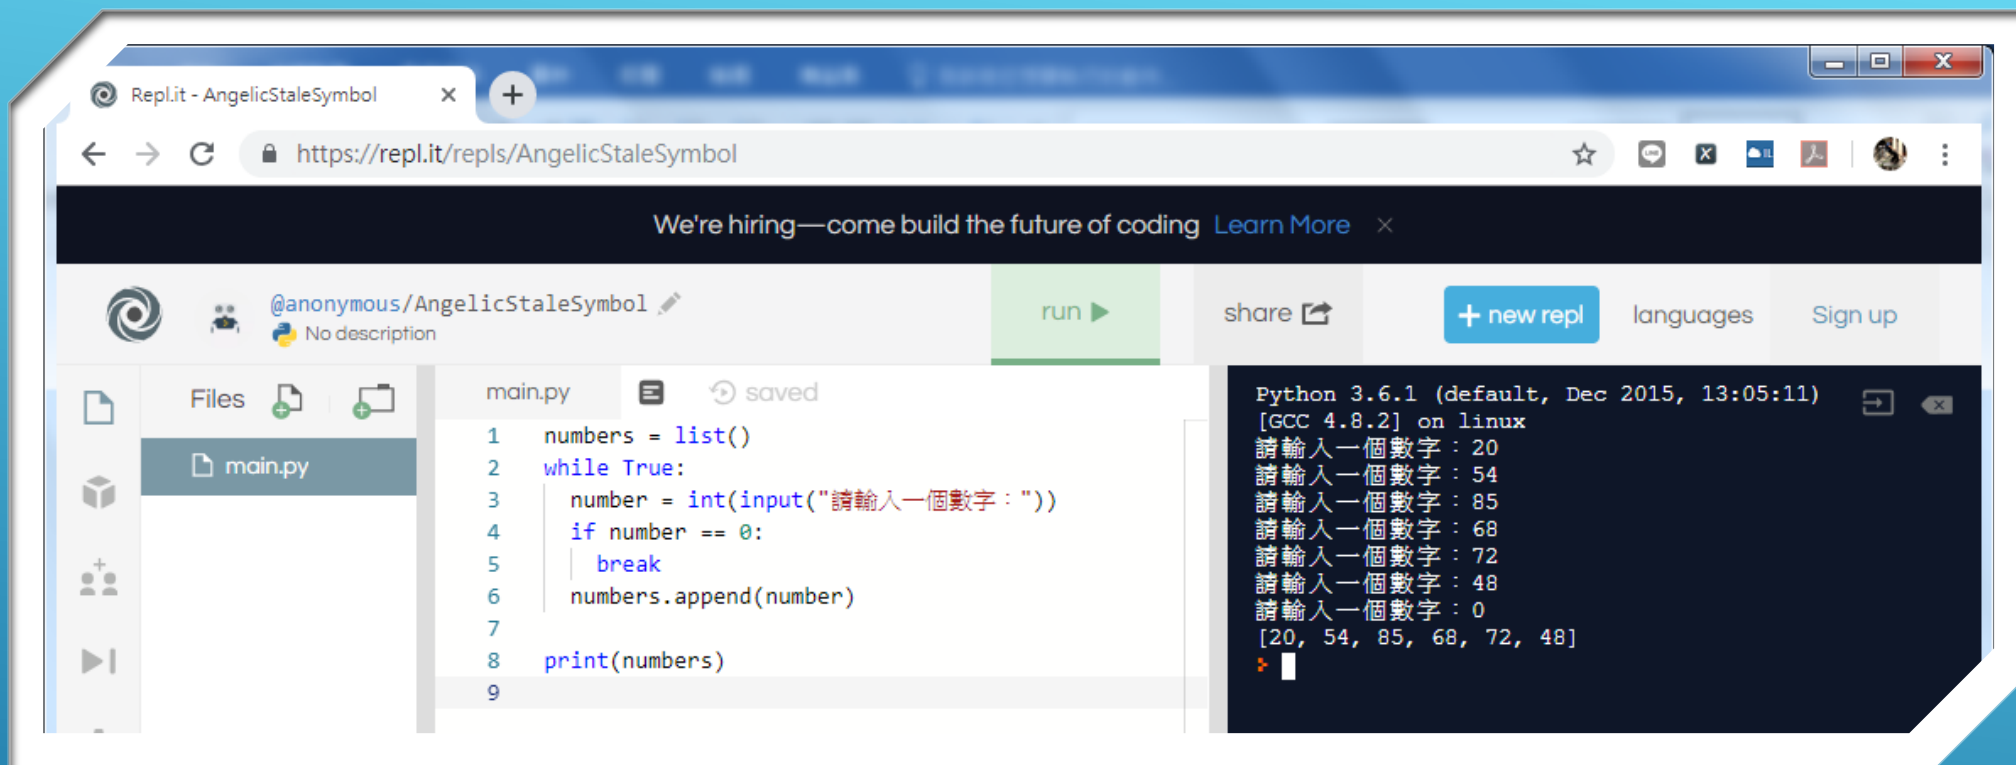 Repl.it - AngelicStaleSymbol
https://repl.it/repls/AngelicStaleSymbol
We're hiring—come build the future of coding Learn More
@anonymous/AngelicStaleSymbol
No description
run
share
+ new repl
languages
Sign up
Files
main.py
main.py
saved
1 numbers = list()
2 while True:
3 number = int(input("請輸入一個數字："))
4 if number == 0:
5 break
6 numbers.append(number)
7
8 print(numbers)
9
Python 3.6.1 (default, Dec 2015, 13:05:11)
[GCC 4.8.2] on linux
請輸入一個數字：20
請輸入一個數字：54
請輸入一個數字：85
請輸入一個數字：68
請輸入一個數字：72
請輸入一個數字：48
請輸入一個數字：0
[20, 54, 85, 68, 72, 48]